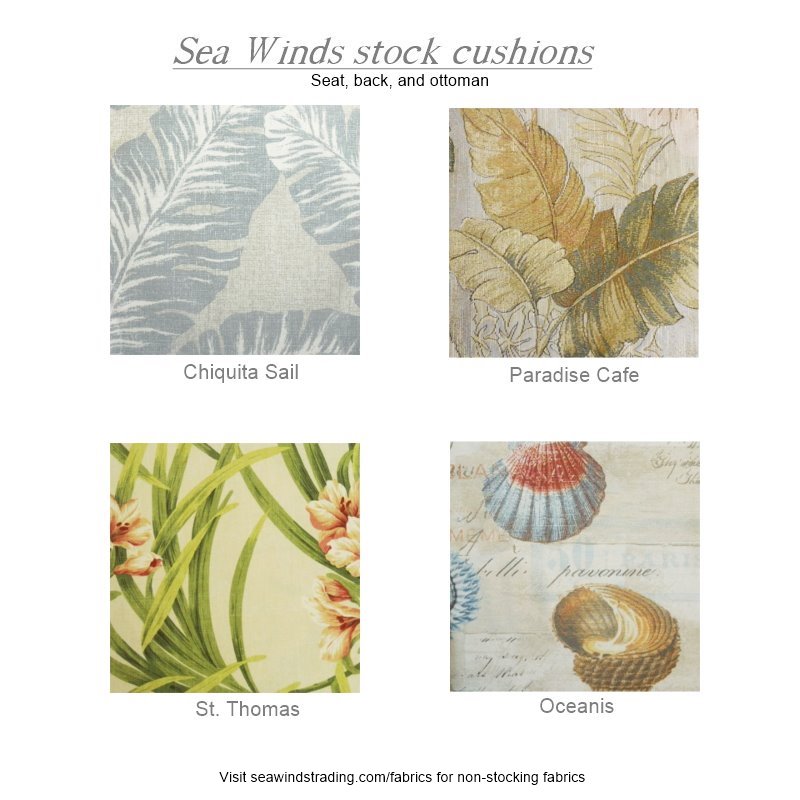 Sea Winds stock cushions
Seat, back, and ottoman
Chiquita Sail
Paradise Cafe
St. Thomas
Oceanis
pavonine
Visit seawindstrading.com/fabrics for non-stocking fabrics